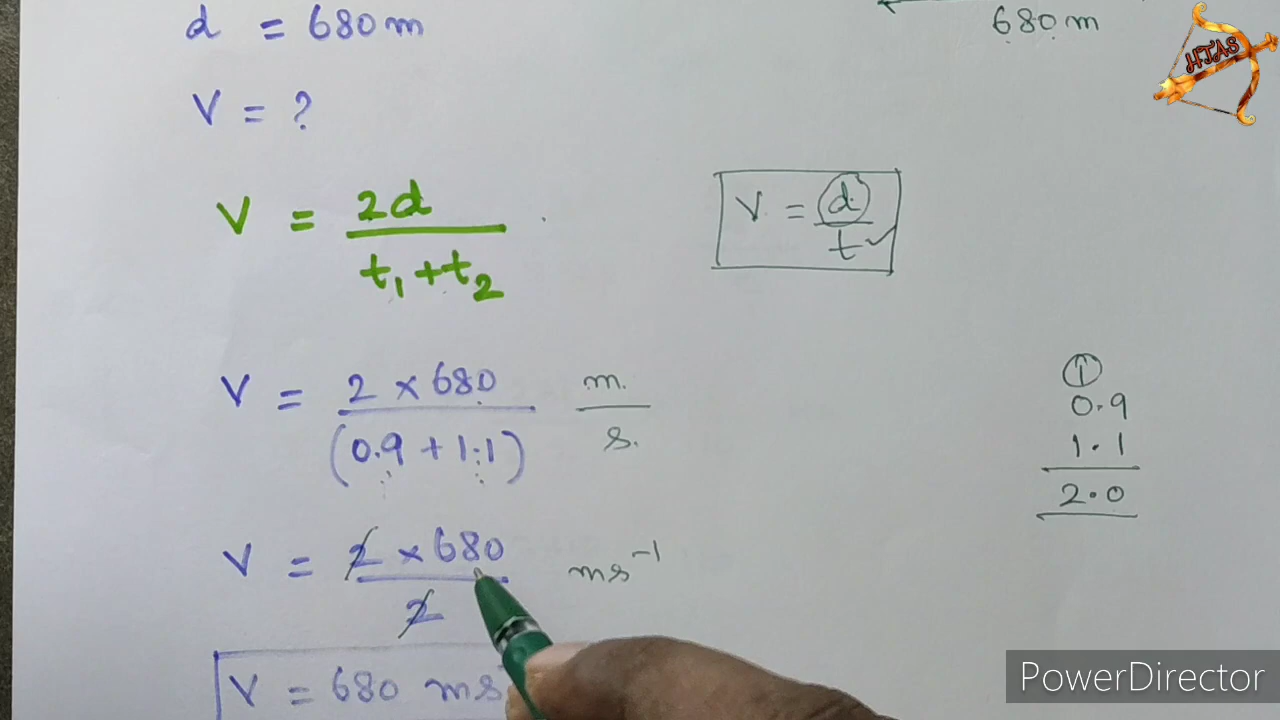 d = 680 m
680 m
HTAS
V = ?
V = 2d
t₁ + t₂
V = d
t
V = 2 × 680 m.
(0.9 + 1.1) s.
1
0.9
1.1
2.0
V = 2 × 680 ms⁻¹
2
V = 680 ms
PowerDirector